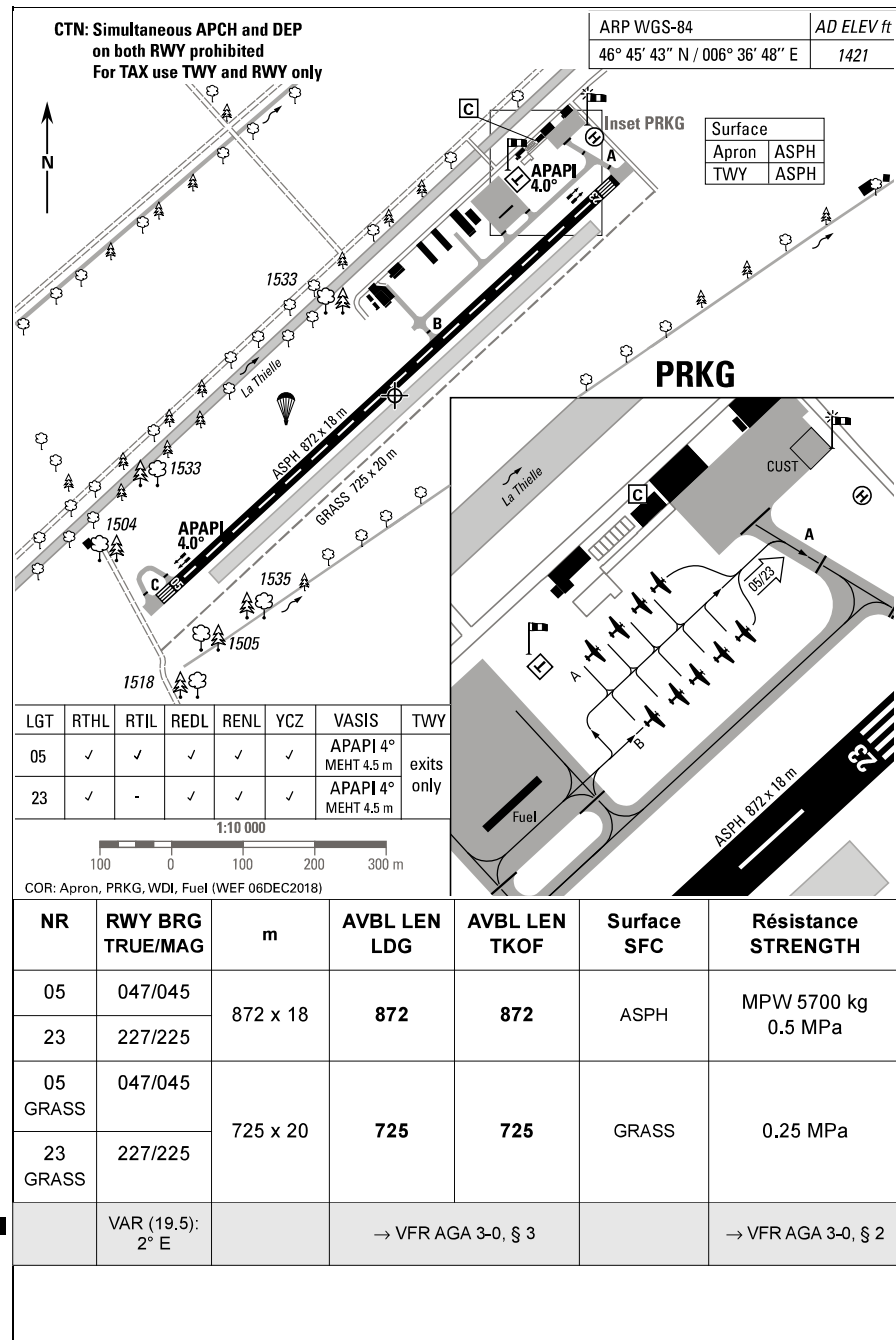 CTN: Simultaneous APCH and DEP
on both RWY prohibited
For TAX use TWY and RWY only
ARP WGS-84 AD ELEV ft
46° 45′ 43″ N / 006° 36′ 48″ E 1421
N
C
Inset PRKG
H
A
Surface
Apron ASPH
TWY ASPH
T
APAPI
4.0°
23
1533
B
La Thielle
ASPH 872 x 18 m
GRASS 725 x 20 m
1533
1504
APAPI
4.0°
C
05
1535
1505
1518
PRKG
La Thielle
CUST
C
H
A
05/23
T
A
B
Fuel
23
ASPH 872 x 18 m
LGT RTHL RTIL REDL RENL YCZ VASIS TWY
05 ✓ ✓ ✓ ✓ ✓ APAPI 4°
MEHT 4.5 m
exits
only
23 ✓ - ✓ ✓ ✓ APAPI 4°
MEHT 4.5 m
1:10 000
100 0 100 200 300 m
COR: Apron, PRKG, WDI, Fuel (WEF 06DEC2018)
NR RWY BRG m AVBL LEN AVBL LEN Surface Résistance
TRUE/MAG LDG TKOF SFC STRENGTH
05 047/045
872 x 18 872 872 ASPH MPW 5700 kg
0.5 MPa
23 227/225
05 047/045
GRASS
725 x 20 725 725 GRASS 0.25 MPa
23 227/225
GRASS
VAR (19.5):
2° E
→ VFR AGA 3-0, § 3 → VFR AGA 3-0, § 2